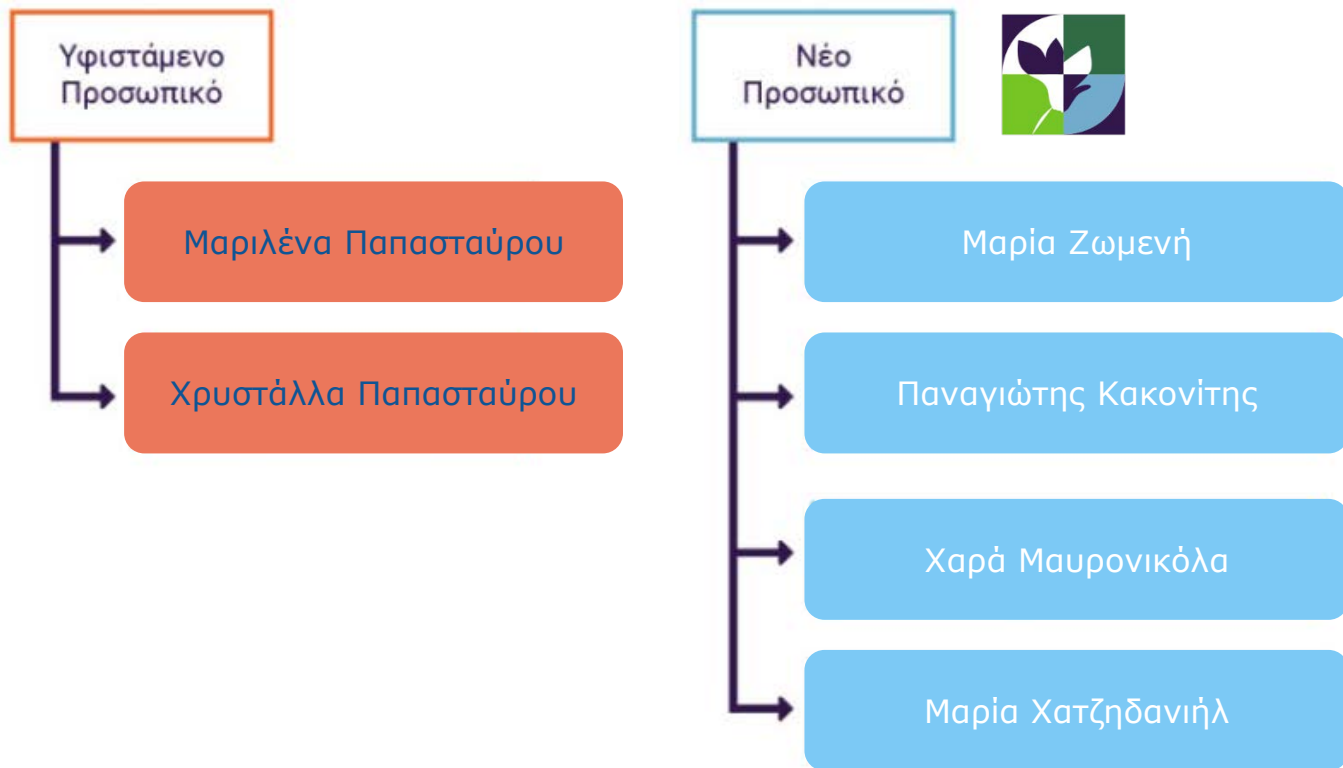 Υφιστάμενο
Προσωπικό
Μαριλένα Παπασταύρου
Χρυστάλλα Παπασταύρου
Νέο
Προσωπικό
Μαρία Ζωμενή
Παναγιώτης Κακονίτης
Χαρά Μαυρονικόλα
Μαρία Χατζηδανιήλ